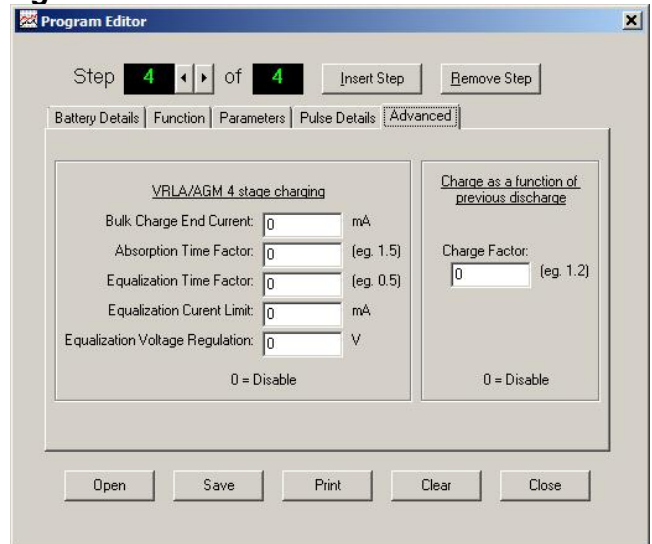 Program Editor
Step 4 of 4 Insert Step Remove Step
Battery Details Function Parameters Pulse Details Advanced
VRLA/AGM 4 stage charging
Bulk Charge End Current: 0 mA
Absorption Time Factor: 0 (eg. 1.5)
Equalization Time Factor: 0 (eg. 0.5)
Equalization Curent Limit: 0 mA
Equalization Voltage Regulation: 0 V
0 = Disable
Charge as a function of
previous discharge
Charge Factor:
0 (eg. 1.2)
0 = Disable
Open Save Print Clear Close